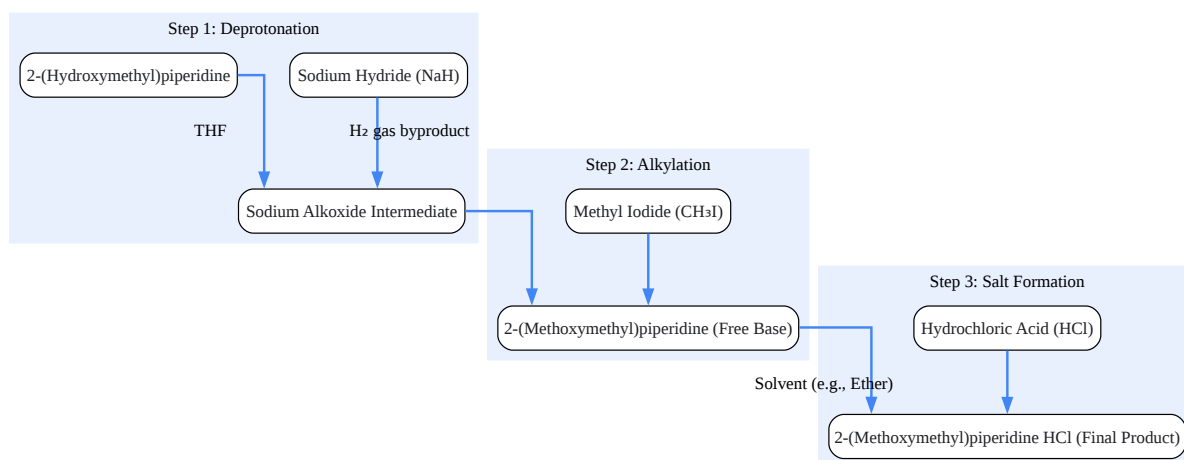 Step 1: Deprotonation
2-(Hydroxymethyl)piperidine
Sodium Hydride (NaH)
THF
H₂ gas byproduct
Sodium Alkoxide Intermediate
Step 2: Alkylation
Methyl Iodide (CH₃I)
2-(Methoxymethyl)piperidine (Free Base)
Step 3: Salt Formation
Hydrochloric Acid (HCl)
Solvent (e.g., Ether)
2-(Methoxymethyl)piperidine HCl (Final Product)